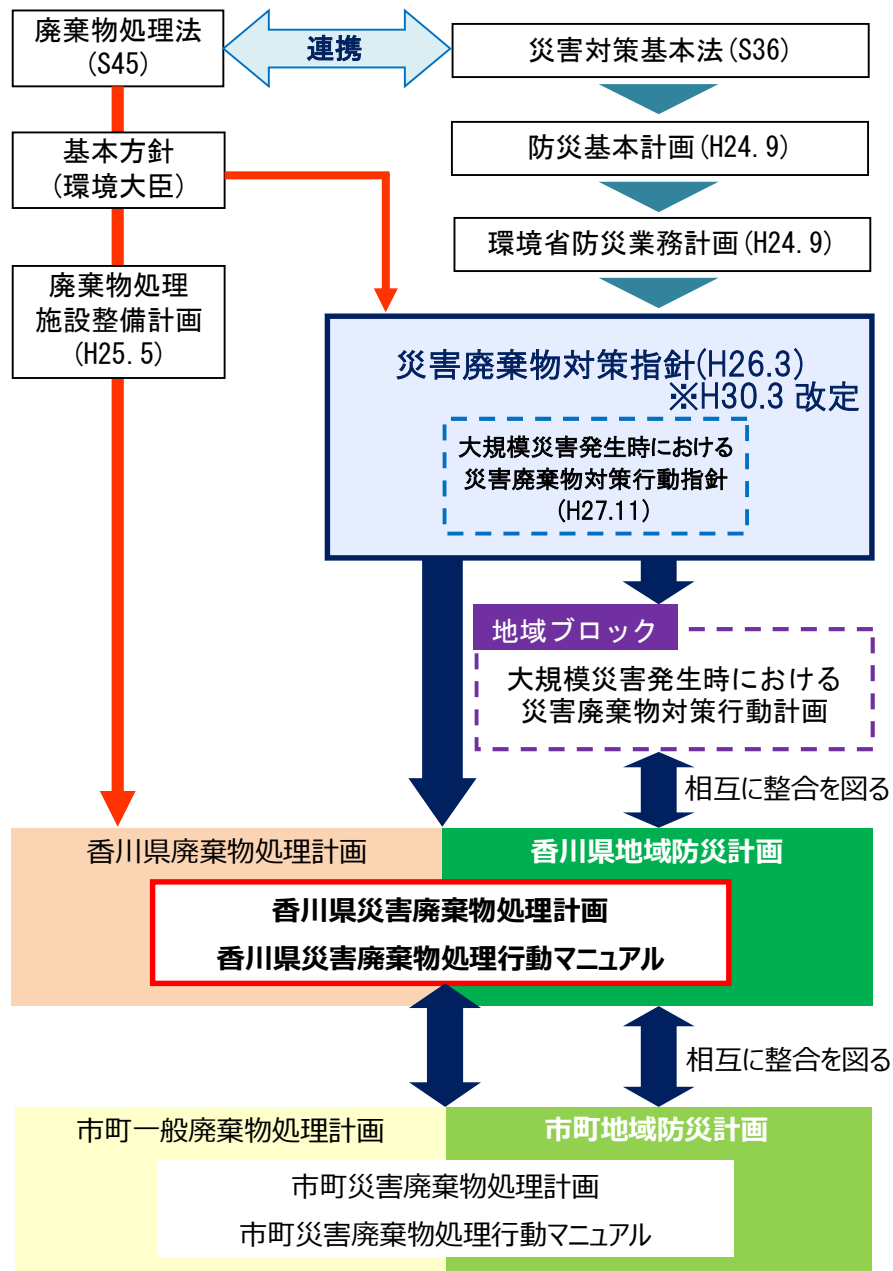 廃棄物処理法
(S45)
連携
災害対策基本法(S36)
基本方針
(環境大臣)
防災基本計画(H24.9)
環境省防災業務計画(H24.9)
廃棄物処理
施設整備計画
(H25.5)
災害廃棄物対策指針(H26.3)
※H30.3 改定
大規模災害発生時における
災害廃棄物対策行動指針
(H27.11)
地域ブロック
大規模災害発生時における
災害廃棄物対策行動計画
相互に整合を図る
香川県廃棄物処理計画
香川県地域防災計画
香川県災害廃棄物処理計画
香川県災害廃棄物処理行動マニュアル
相互に整合を図る
市町一般廃棄物処理計画
市町地域防災計画
市町災害廃棄物処理計画
市町災害廃棄物処理行動マニュアル